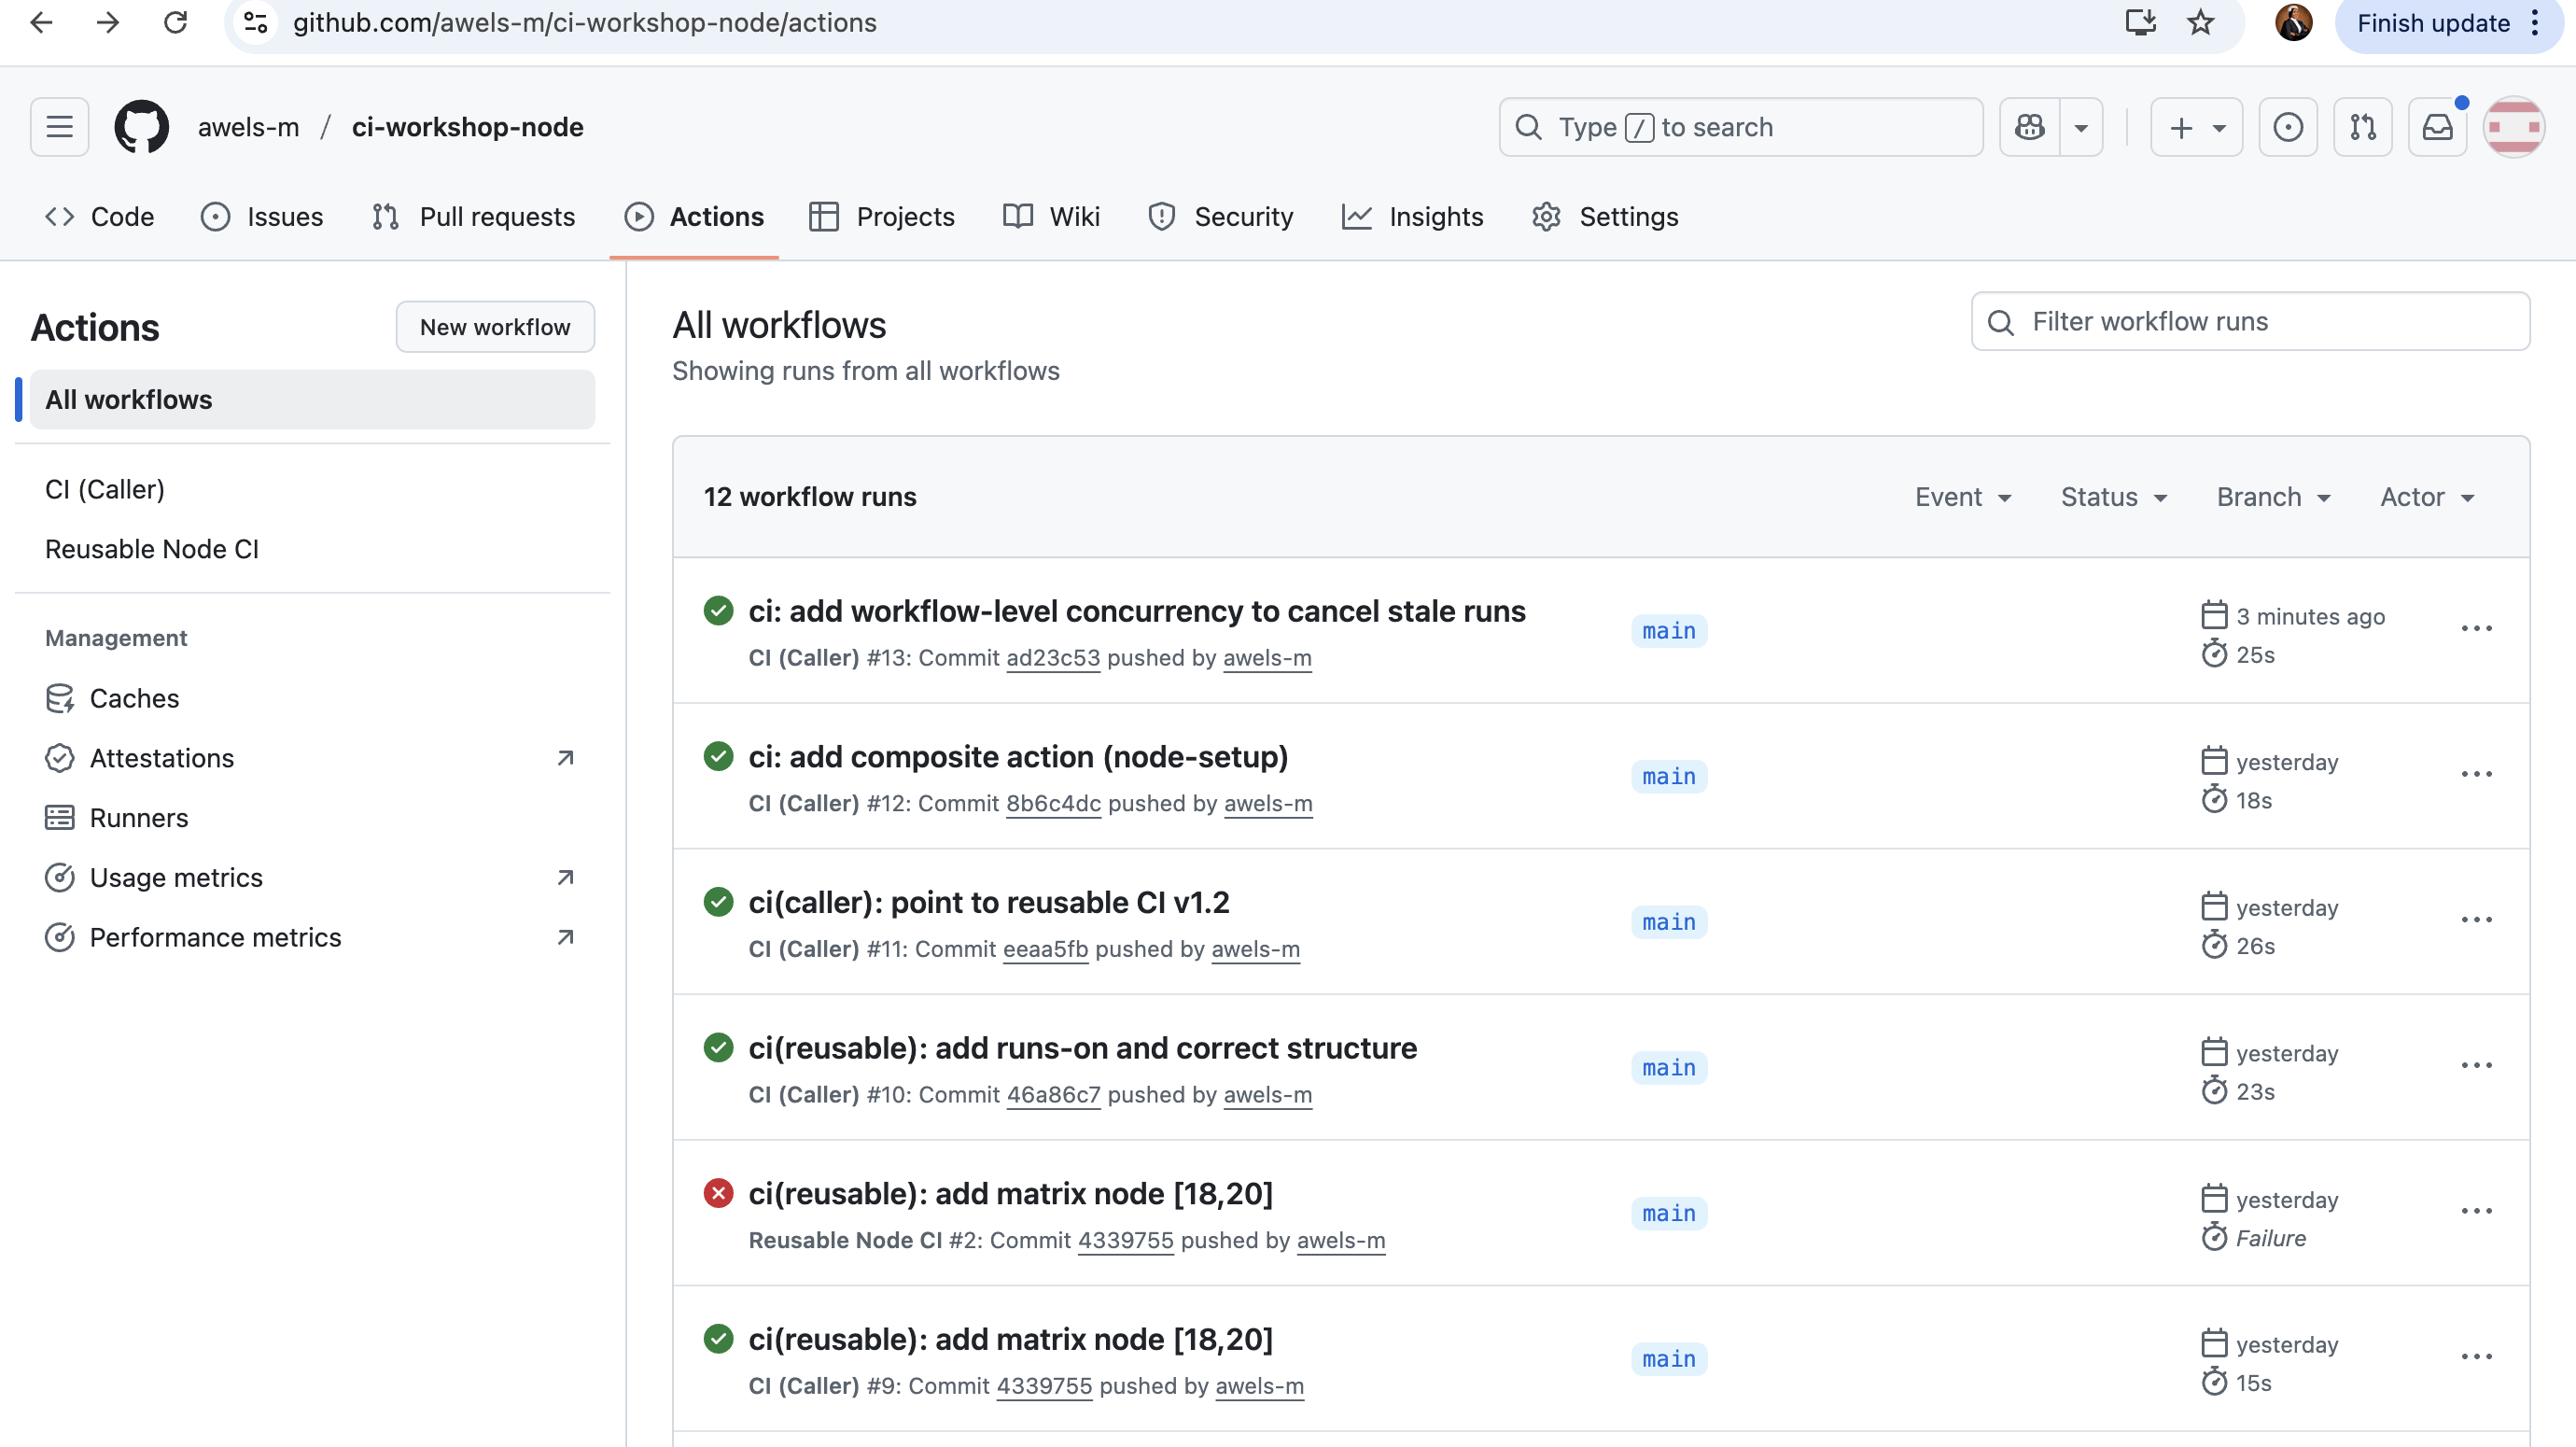 github.com/awels-m/ci-workshop-node/actions
Finish update
awels-m / ci-workshop-node
Type / to search
Code Issues Pull requests Actions Projects Wiki Security Insights Settings
Actions
New workflow
All workflows
CI (Caller)
Reusable Node CI
Management
Caches
Attestations
Runners
Usage metrics
Performance metrics
All workflows
Showing runs from all workflows
Filter workflow runs
12 workflow runs
Event Status Branch Actor
ci: add workflow-level concurrency to cancel stale runs
CI (Caller) #13: Commit ad23c53 pushed by awels-m
main
3 minutes ago
25s
ci: add composite action (node-setup)
CI (Caller) #12: Commit 8b6c4dc pushed by awels-m
main
yesterday
18s
ci(caller): point to reusable CI v1.2
CI (Caller) #11: Commit eeaa5fb pushed by awels-m
main
yesterday
26s
ci(reusable): add runs-on and correct structure
CI (Caller) #10: Commit 46a86c7 pushed by awels-m
main
yesterday
23s
ci(reusable): add matrix node [18,20]
Reusable Node CI #2: Commit 4339755 pushed by awels-m
main
yesterday
Failure
ci(reusable): add matrix node [18,20]
CI (Caller) #9: Commit 4339755 pushed by awels-m
main
yesterday
15s